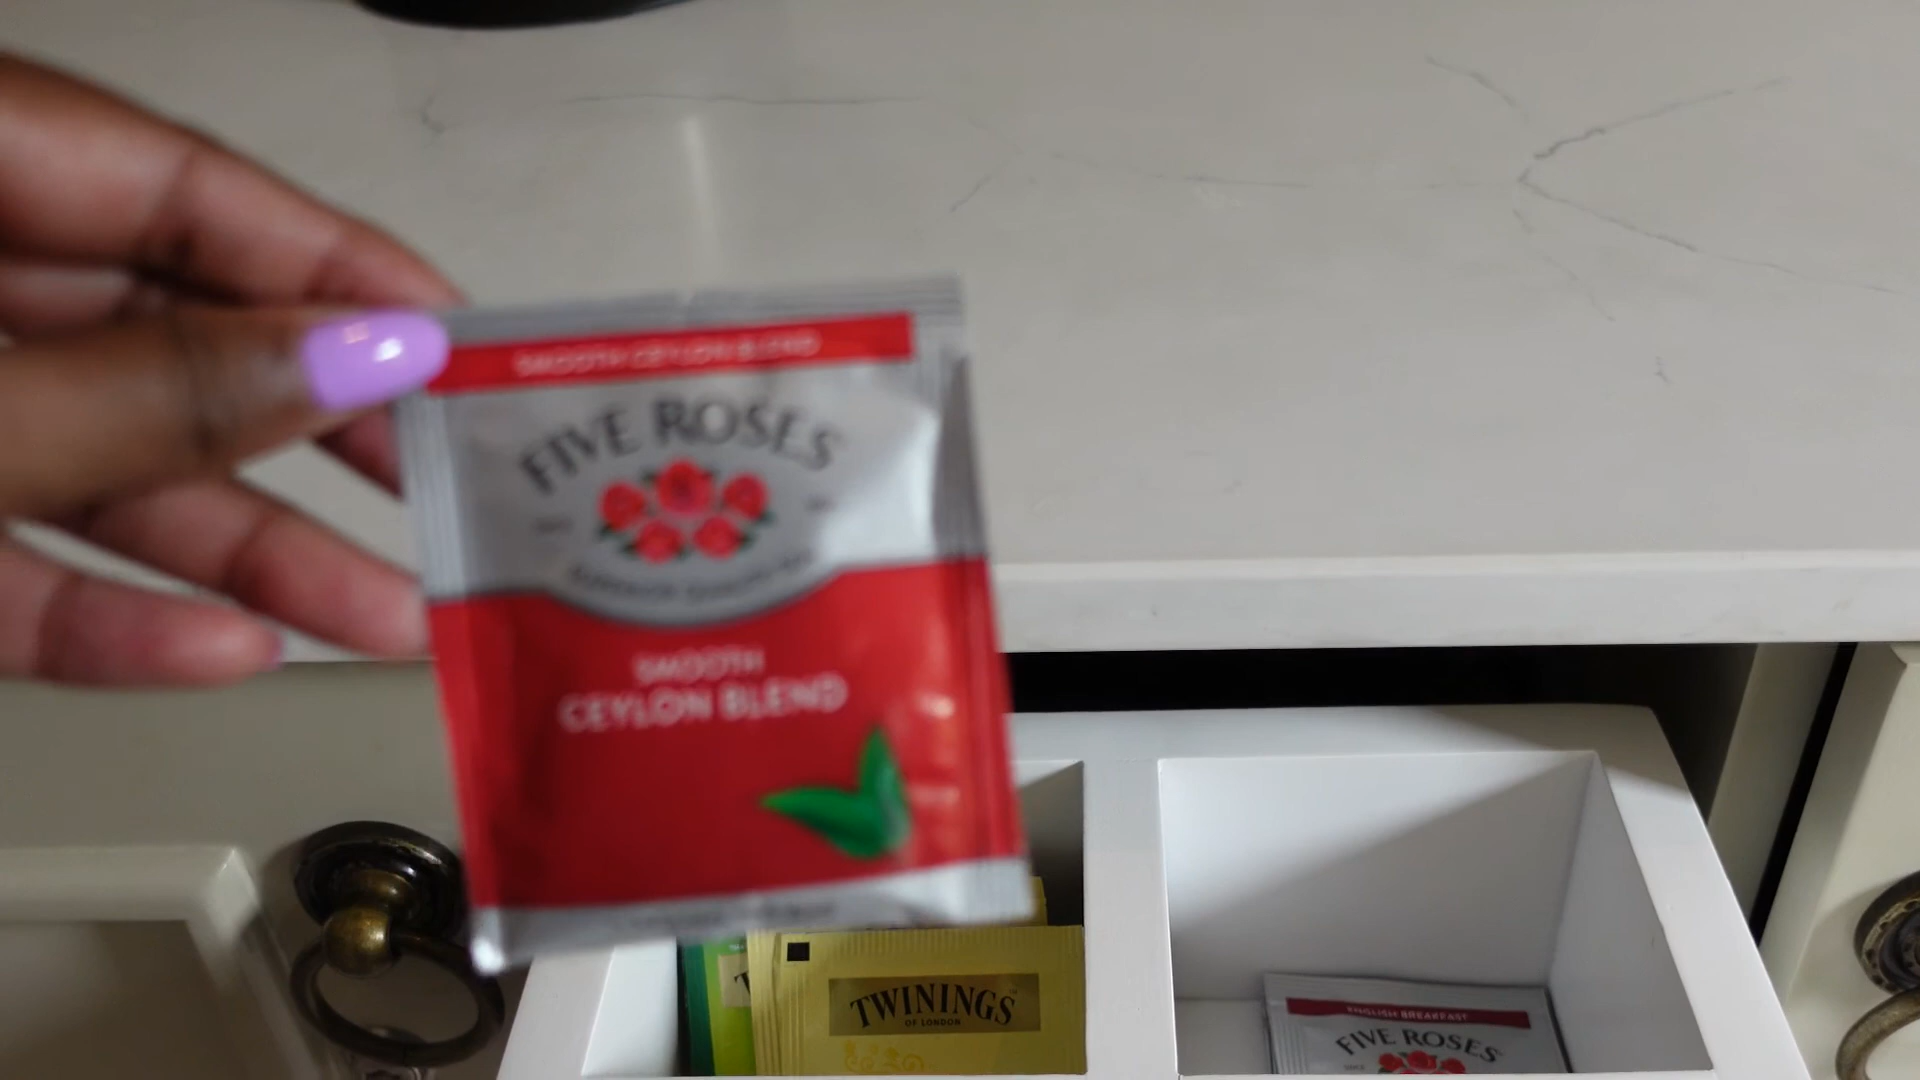 SMOOTH CEYLON BLEND
FIVE ROSES
SMOOTH
CEYLON BLEND
TWININGS
OF LONDON
ENGLISH BREAKFAST
FIVE ROSES